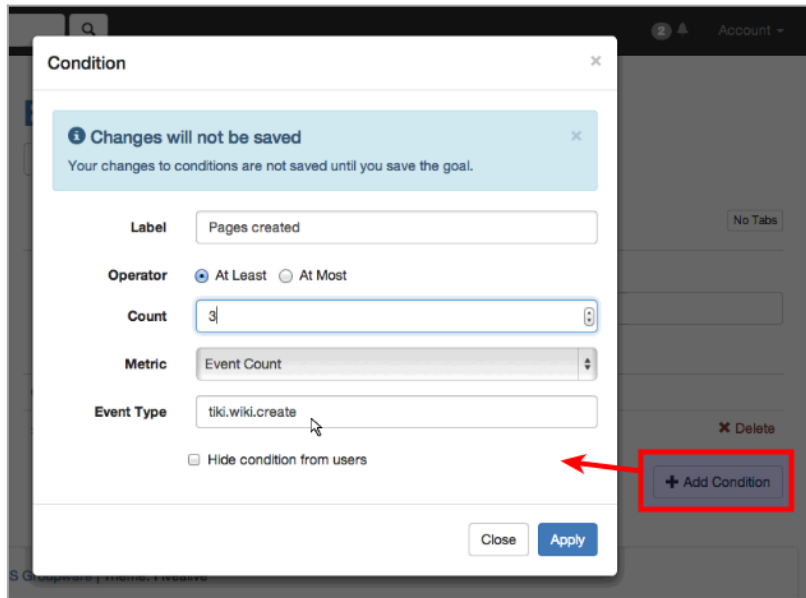 2
Account
Condition
×
Changes will not be saved
×
Your changes to conditions are not saved until you save the goal.
No Tabs
Label
Pages created
Operator
At Least
At Most
Count
3
Metric
Event Count
Event Type
tiki.wiki.create
Delete
Hide condition from users
+ Add Condition
Close
Apply